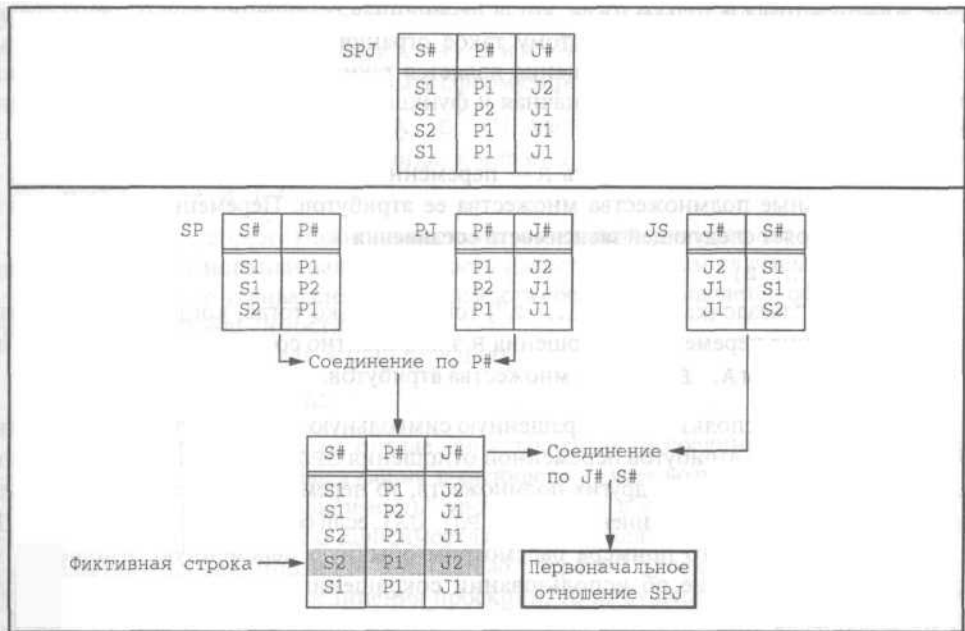 SPJ S# P# J#
S1 P1 J2
S1 P2 J1
S2 P1 J1
S1 P1 J1
SP S# P#
S1 P1
S1 P2
S2 P1
PJ P# J#
P1 J2
P2 J1
P1 J1
JS J# S#
J2 S1
J1 S1
J1 S2
Соединение по P#
S# P# J#
S1 P1 J2
S1 P2 J1
S2 P1 J1
S2 P1 J2
S1 P1 J1
Соединение
по J# S#
Фиктивная строка
Первоначальное
отношение SPJ